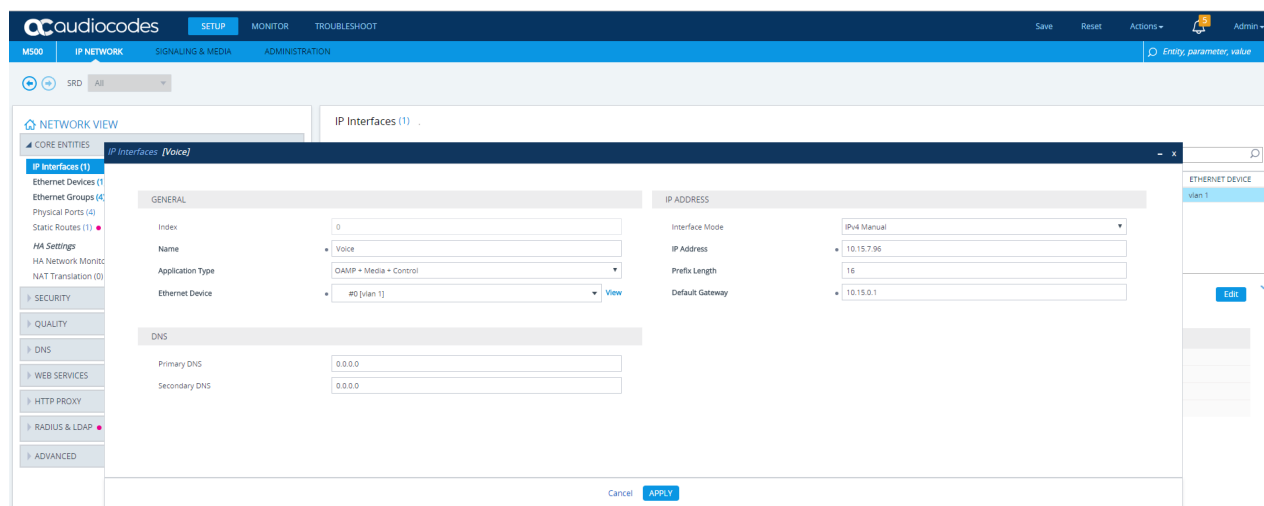 audiocodes SETUP MONITOR TROUBLESHOOT Save Reset Actions 5 Admin
M500 IP NETWORK SIGNALING & MEDIA ADMINISTRATION Entity, parameter, value
SRD All
NETWORK VIEW
CORE ENTITIES
IP Interfaces (1)
Ethernet Devices (1
Ethernet Groups (4)
Physical Ports (4)
Static Routes (1)
HA Settings
HA Network Monito
NAT Translation (0)
SECURITY
QUALITY
DNS
WEB SERVICES
HTTP PROXY
RADIUS & LDAP
ADVANCED
IP Interfaces (1)
IP Interfaces [Voice] – x
GENERAL
Index 0
Name Voice
Application Type OAMP + Media + Control
Ethernet Device #0 [vlan 1] View
DNS
Primary DNS 0.0.0.0
Secondary DNS 0.0.0.0
IP ADDRESS
Interface Mode IPv4 Manual
IP Address 10.15.7.96
Prefix Length 16
Default Gateway 10.15.0.1
Cancel APPLY
ETHERNET DEVICE
vlan 1
Edit